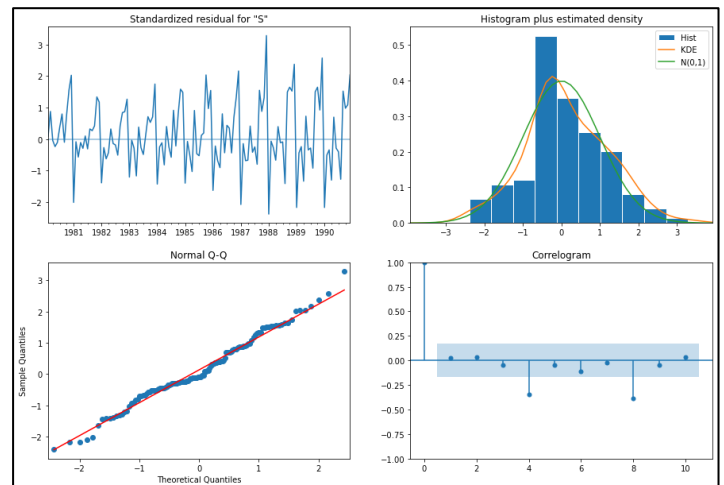 Standardized residual for "S"
3
2
1
0
−1
−2
1981 1982 1983 1984 1985 1986 1987 1988 1989 1990
Histogram plus estimated density
Hist
KDE
N(0,1)
0.5
0.4
0.3
0.2
0.1
0.0
−3 −2 −1 0 1 2 3
Normal Q-Q
Sample Quantiles
3
2
1
0
−1
−2
−2 −1 0 1 2
Theoretical Quantiles
Correlogram
1.00
0.75
0.50
0.25
0.00
−0.25
−0.50
−0.75
−1.00
0 2 4 6 8 10